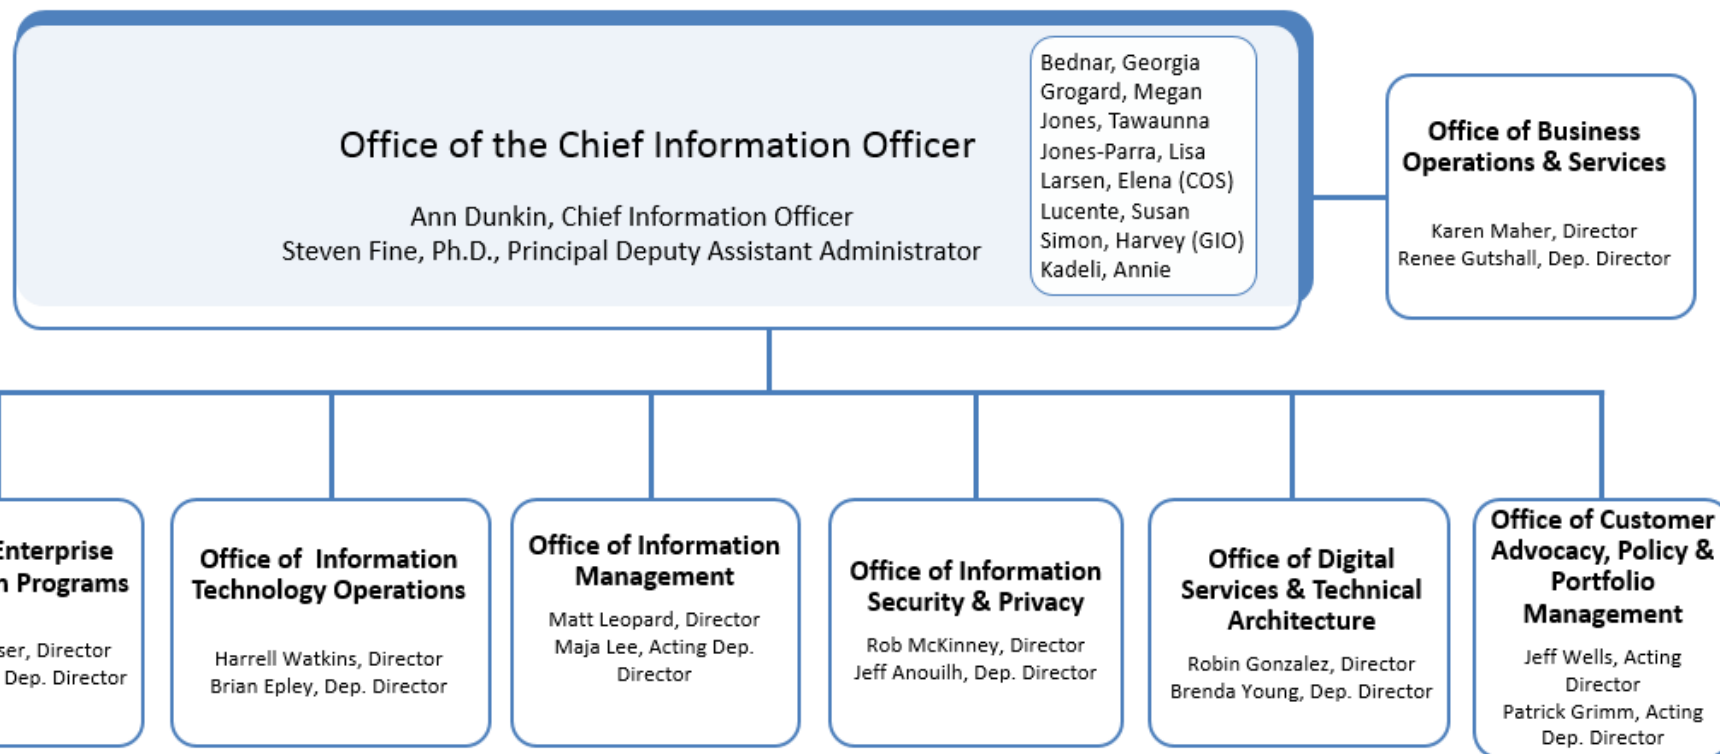 Office of the Chief Information Officer
Ann Dunkin, Chief Information Officer
Steven Fine, Ph.D., Principal Deputy Assistant Administrator
Bednar, Georgia
Grogard, Megan
Jones, Tawaunna
Jones-Parra, Lisa
Larsen, Elena (COS)
Lucente, Susan
Simon, Harvey (GIO)
Kadeli, Annie
Office of Business
Operations & Services
Karen Maher, Director
Renee Gutshall, Dep. Director
Enterprise
Programs
Director
Dep. Director
Office of  Information
Technology Operations
Harrell Watkins, Director
Brian Epley, Dep. Director
Office of Information
Management
Matt Leopard, Director
Maja Lee, Acting Dep.
Director
Office of Information
Security & Privacy
Rob McKinney, Director
Jeff Anouilh, Dep. Director
Office of Digital
Services & Technical
Architecture
Robin Gonzalez, Director
Brenda Young, Dep. Director
Office of Customer
Advocacy, Policy &
Portfolio
Management
Jeff Wells, Acting
Director
Patrick Grimm, Acting
Dep. Director